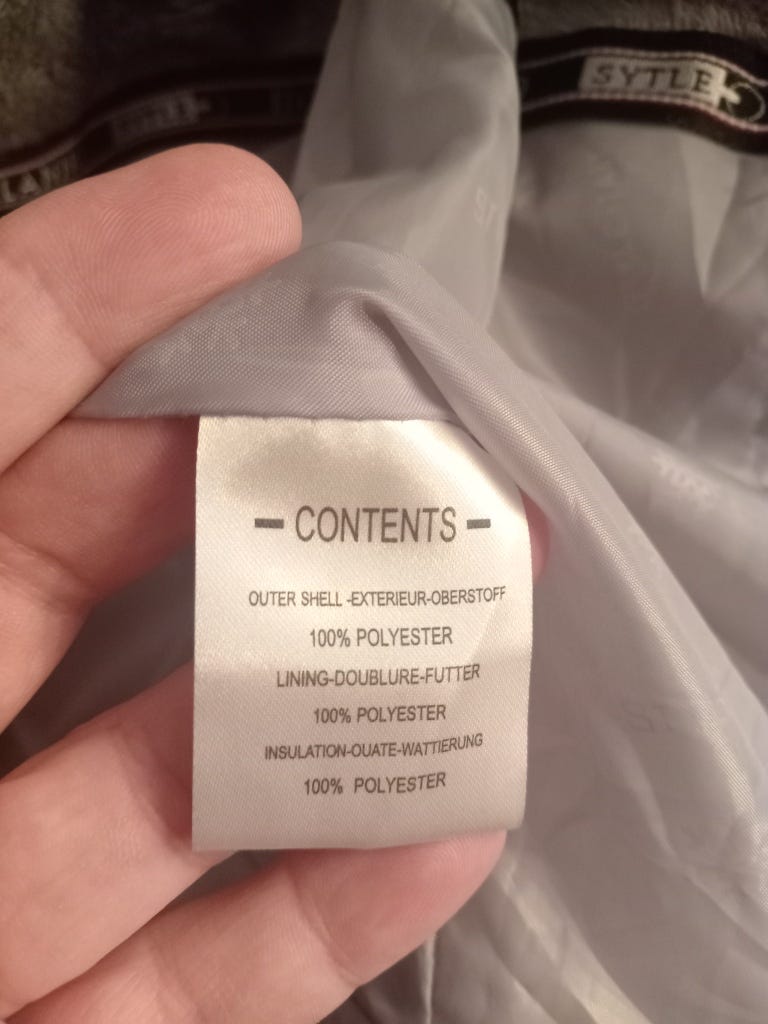 SYTLE
- CONTENTS -
OUTER SHELL -EXTERIEUR-OBERSTOFF
100% POLYESTER
LINING-DOUBLURE-FUTTER
100% POLYESTER
INSULATION-OUATE-WATTIERUNG
100% POLYESTER